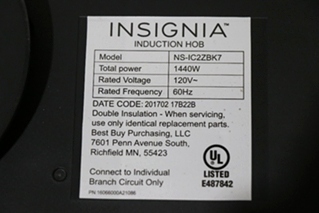 INSIGNIA™
INDUCTION HOB
Model NS-IC2ZBK7
Total power 1440W
Rated Voltage 120V~
Rated Frequency 60Hz
DATE CODE: 201702 17B22B
Double Insulation - When servicing,
use only identical replacement parts.
Best Buy Purchasing, LLC
7601 Penn Avenue South,
Richfield MN, 55423
UL
LISTED
E487842
Connect to Individual
Branch Circuit Only